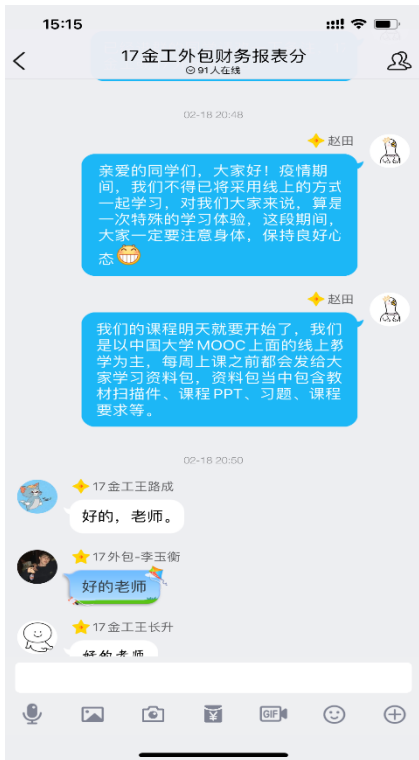 15:15
17金工外包财务报表分
91人在线
02-18 20:48
赵田
亲爱的同学们，大家好！疫情期
间，我们不得已将采用线上的方式
一起学习，对我们大家来说，算是
一次特殊的学习体验，这段期间，
大家一定要注意身体，保持良好心
态
赵田
我们的课程明天就要开始了，我们
是以中国大学MOOC上面的线上教
学为主，每周上课之前都会发给大
家学习资料包，资料包当中包含教
材扫描件、课程PPT、习题、课程
要求等。
02-18 20:50
17金工王路成
好的，老师。
17外包-李玉衡
好的老师
17金工王长升
好的老师
GIF